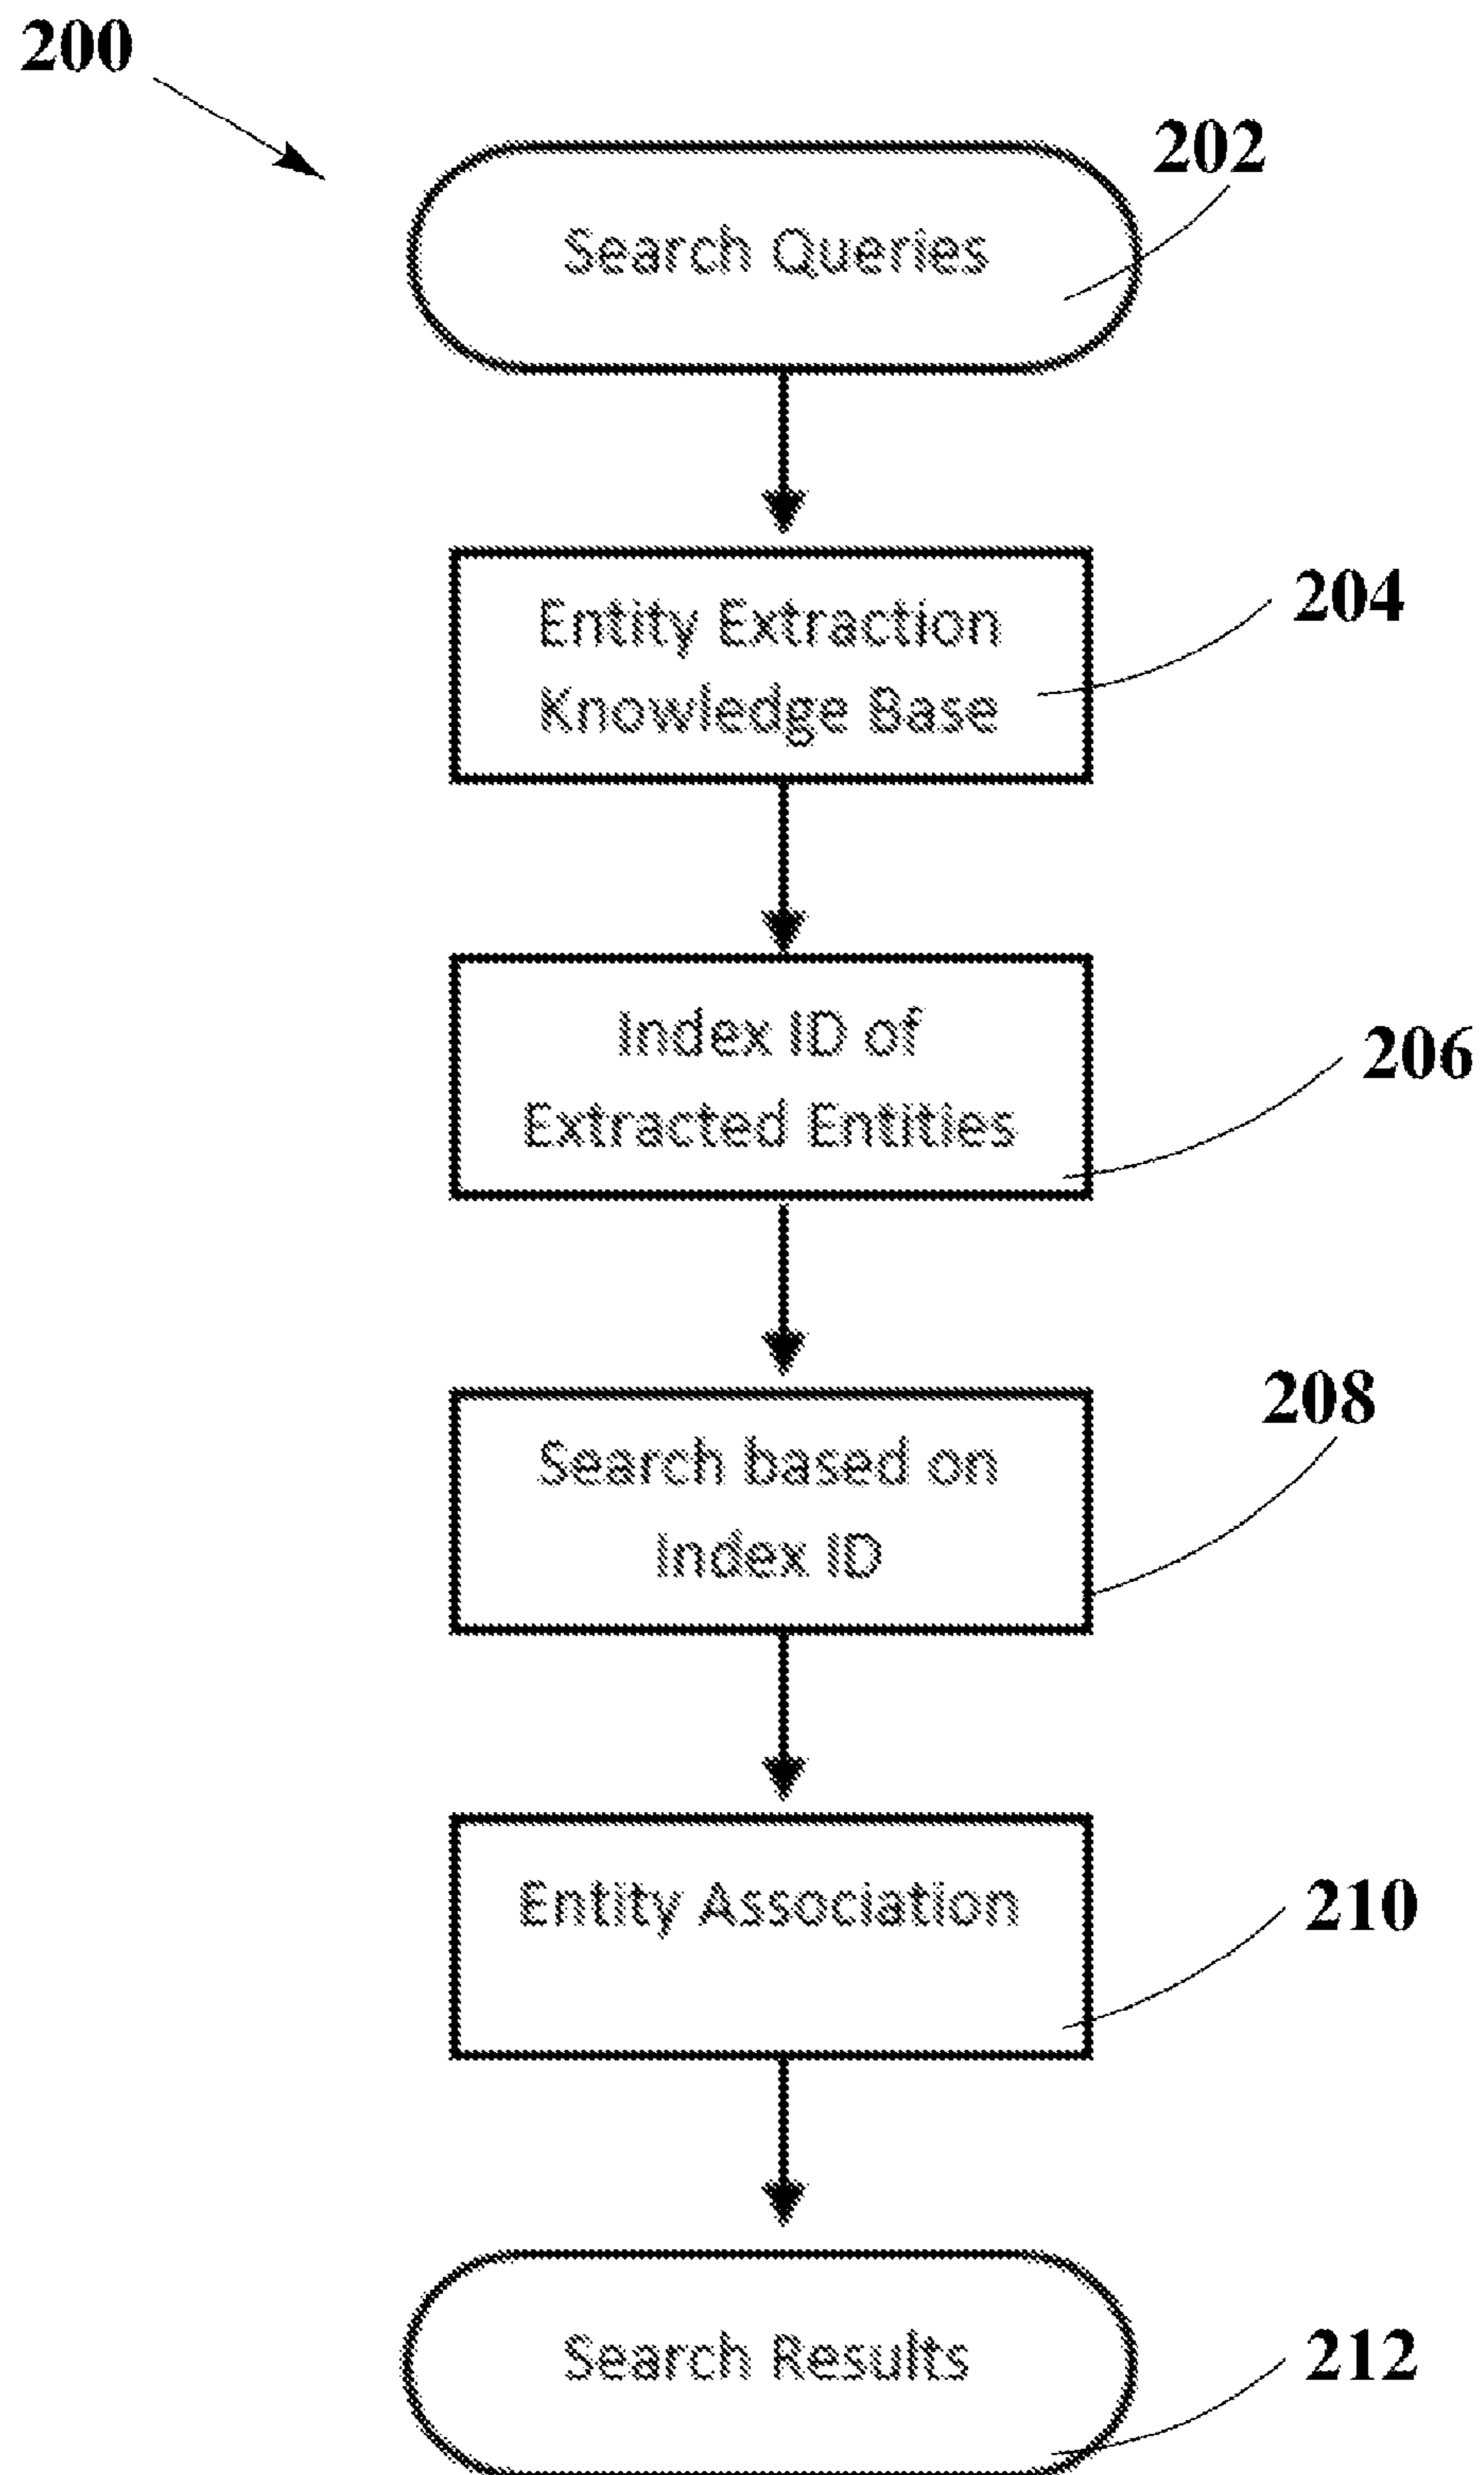 200
202
Search Queries
204
Entity Extraction
Knowledge Base
Index ID of
206
Extracted Entities
208
Search based on
Index ID
Entity Association
210
Search Results
212